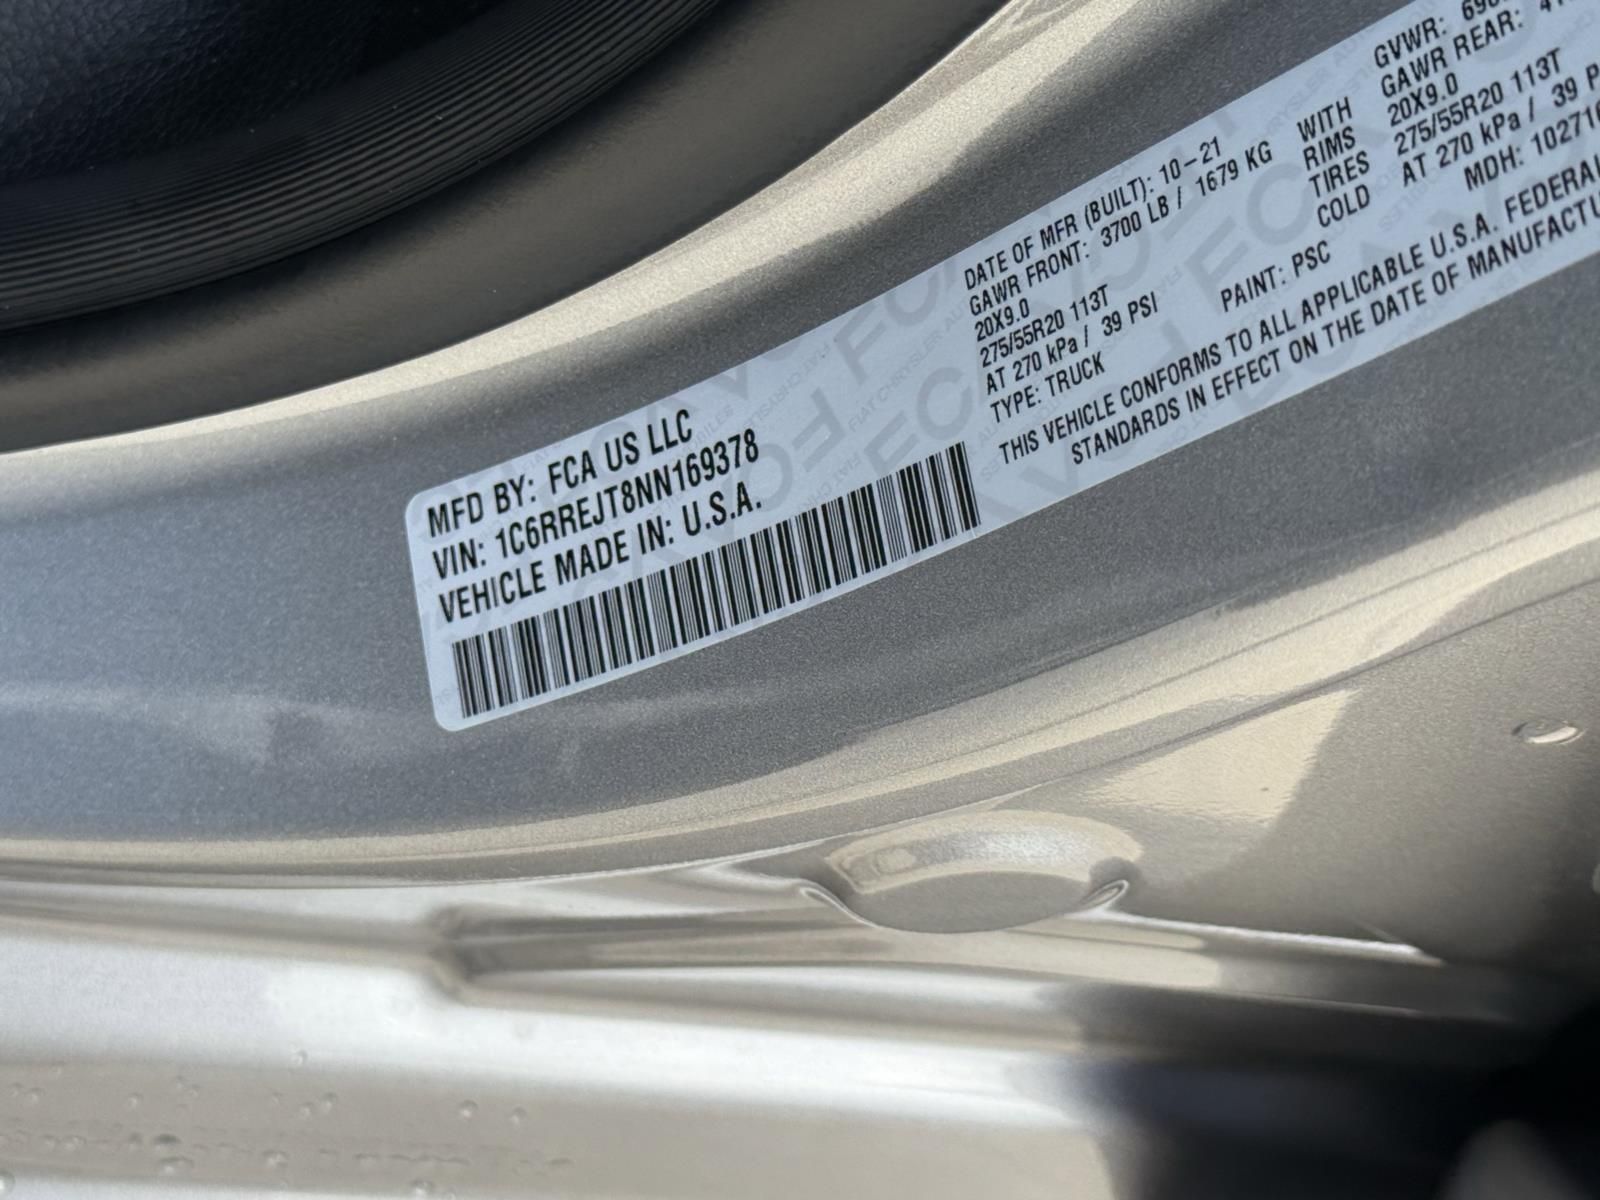 MFD BY: FCA US LLC
VIN: 1C6RREJT8NN169378
VEHICLE MADE IN: U.S.A.
DATE OF MFR (BUILT): 10-21
GAWR FRONT: 3700 LB / 1679 KG
20X9.0
275/55R20 113T
AT 270 kPa / 39 PSI
TYPE: TRUCK
WITH
RIMS
TIRES
COLD
GVWR:
GAWR REAR:
20X9.0
275/55R20 113T
AT 270 kPa / 39
MDH:
PAINT: PSC
THIS VEHICLE CONFORMS TO ALL APPLICABLE U.S.A. FEDERAL
STANDARDS IN EFFECT ON THE DATE OF